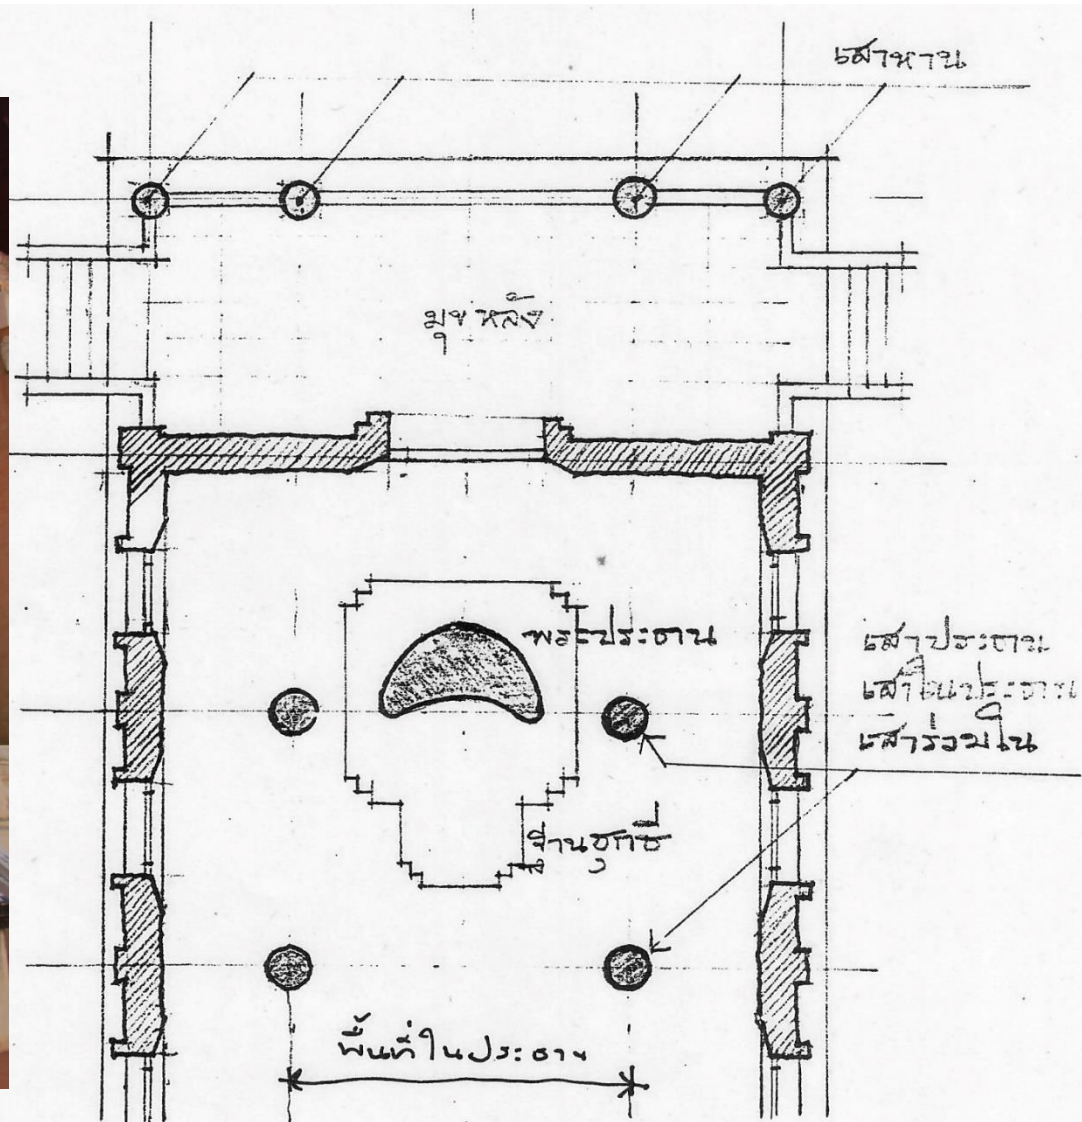 เสาหาน
มุขหลัง
พระประธาน
เสาประธาน
เสาในประธาน
เสาร่วมใน
ฐานชุกชี
พื้นที่ในประธาน